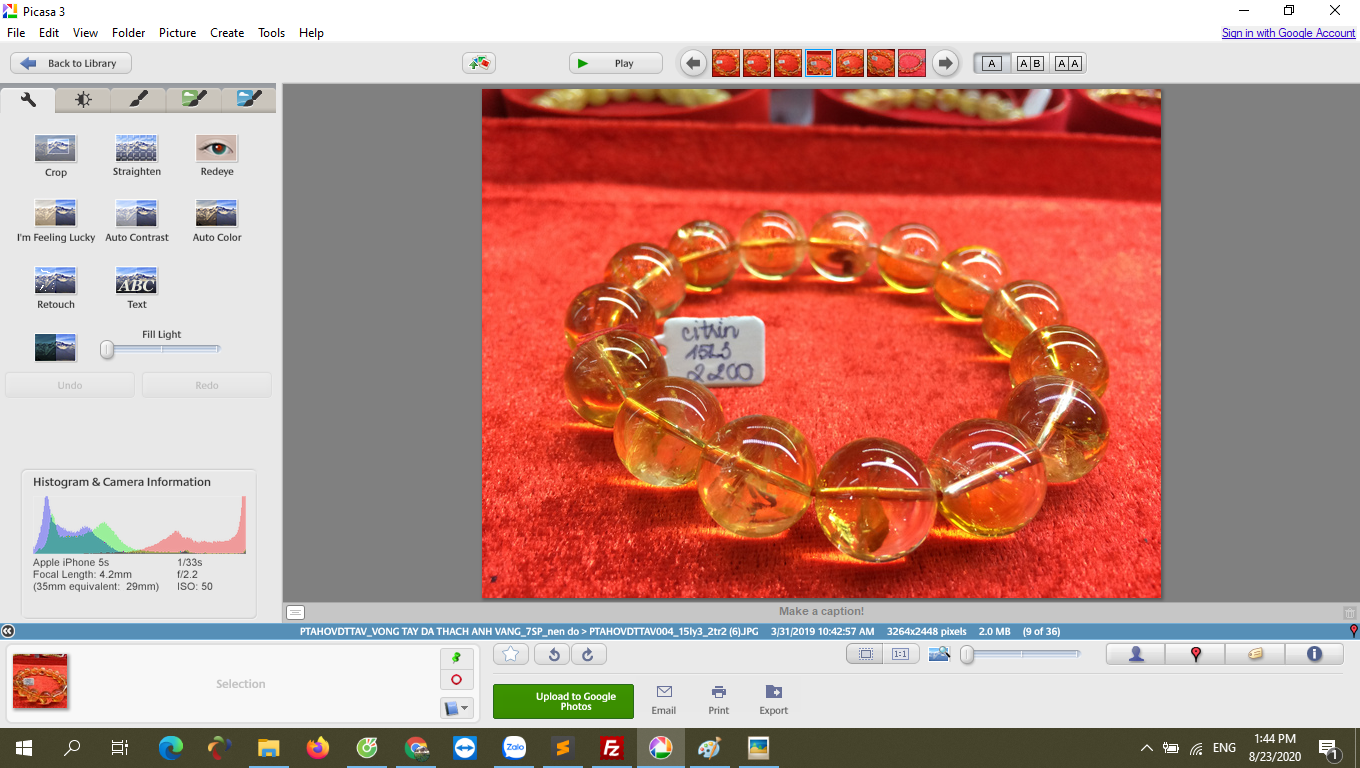 Picasa 3
File Edit View Folder Picture Create Tools Help
Sign in with Google Account
Back to Library
Play
A
A B
A A
Crop Straighten Redeye
I'm Feeling Lucky Auto Contrast Auto Color
ABC
Retouch Text
Fill Light
Undo Redo
citrin
15L3
2200
Histogram & Camera Information
Apple iPhone 5s 1/33s
Focal Length: 4.2mm f/2.2
(35mm equivalent: 29mm) ISO: 50
Make a caption!
PTAHOVDTTAV_VONG TAY DA THACH ANH VANG_7SP_nen do > PTAHOVDTTAV004_15ly3_2tr2 (6).JPG 3/31/2019 10:42:57 AM 3264x2448 pixels 2.0 MB (9 of 36)
Selection
1:1
Upload to Google
Photos
Email Print Export
Zalo
Fz
ENG
1:44 PM
8/23/2020
1